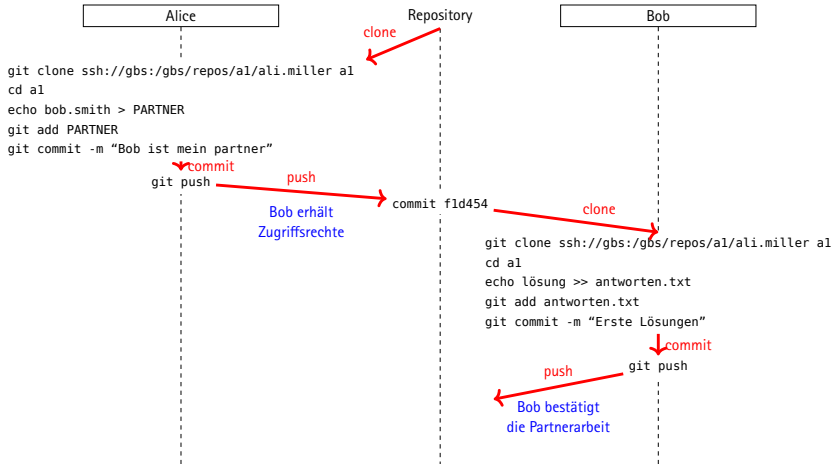 Alice
Repository
Bob
clone
git clone ssh://gbs:/gbs/repos/a1/ali.miller a1
cd a1
echo bob.smith > PARTNER
git add PARTNER
git commit -m “Bob ist mein partner”
commit
git push
push
Bob erhält
Zugriffsrechte
commit f1d454
clone
git clone ssh://gbs:/gbs/repos/a1/ali.miller a1
cd a1
echo lösung >> antworten.txt
git add antworten.txt
git commit -m “Erste Lösungen”
commit
git push
push
Bob bestätigt
die Partnerarbeit